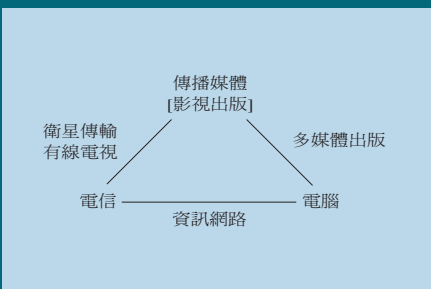 傳播媒體
[影視出版]
衛星傳輸
有線電視
多媒體出版
電信
電腦
資訊網路